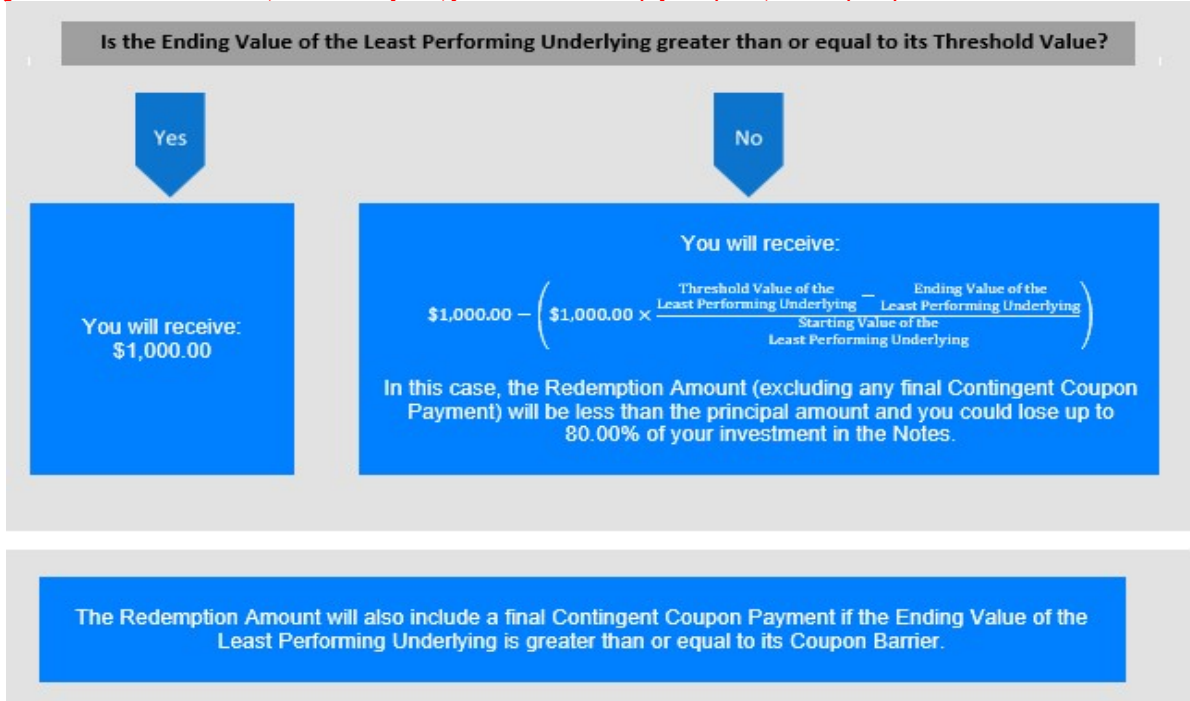 Is the Ending Value of the Least Performing Underlying greater than or equal to its Threshold Value?
Yes
No
You will receive:
$1,000.00
You will receive:
$1,000.00 − ( $1,000.00 × Threshold Value of the Least Performing Underlying − Ending Value of the Least Performing Underlying / Starting Value of the Least Performing Underlying )
In this case, the Redemption Amount (excluding any final Contingent Coupon
Payment) will be less than the principal amount and you could lose up to
80.00% of your investment in the Notes.
The Redemption Amount will also include a final Contingent Coupon Payment if the Ending Value of the
Least Performing Underlying is greater than or equal to its Coupon Barrier.